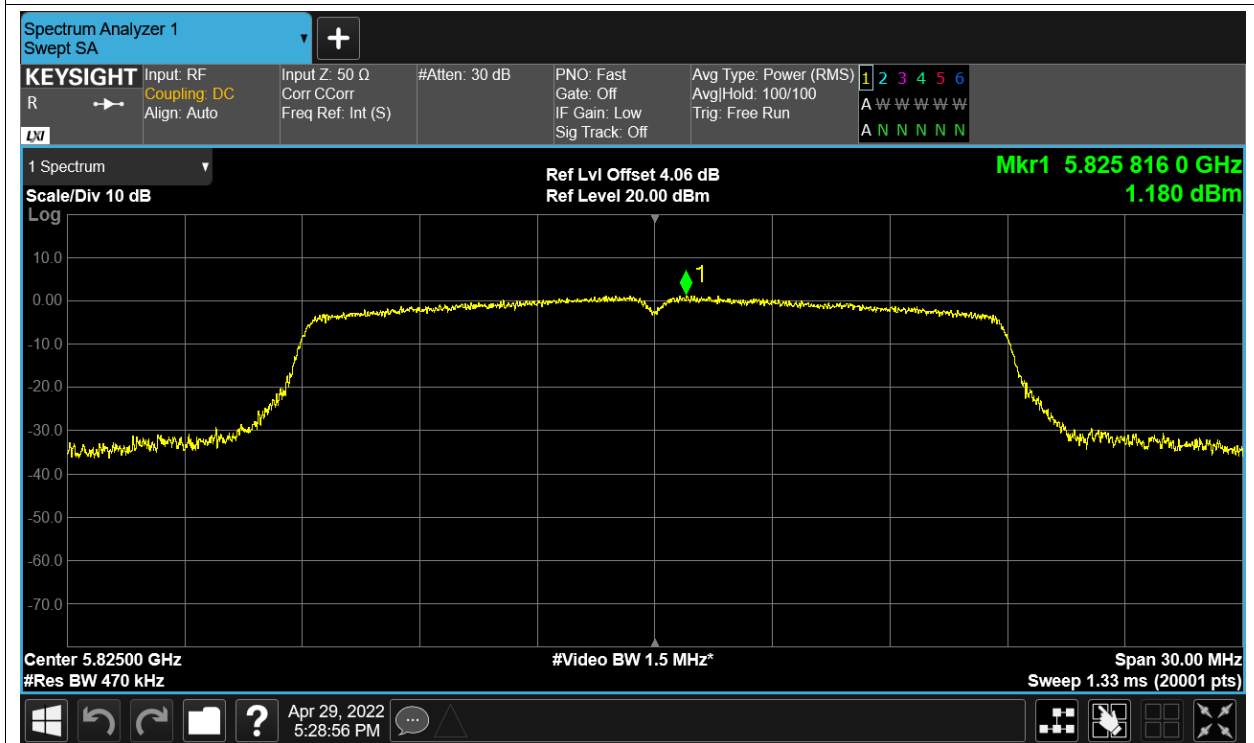 Spectrum Analyzer 1
Swept SA
+
KEYSIGHT
R
LXI
Input: RF
Coupling: DC
Align: Auto
Input Z: 50 Ω
Corr CCorr
Freq Ref: Int (S)
#Atten: 30 dB
PNO: Fast
Gate: Off
IF Gain: Low
Sig Track: Off
Avg Type: Power (RMS)
Avg|Hold: 100/100
Trig: Free Run
1 2 3 4 5 6
A W W W W W
A N N N N N
1 Spectrum
Scale/Div 10 dB
Log
Ref Lvl Offset 4.06 dB
Ref Level 20.00 dBm
Mkr1 5.825 816 0 GHz
1.180 dBm
1
10.0
0.00
-10.0
-20.0
-30.0
-40.0
-50.0
-60.0
-70.0
Center 5.82500 GHz
#Res BW 470 kHz
#Video BW 1.5 MHz*
Span 30.00 MHz
Sweep 1.33 ms (20001 pts)
?
Apr 29, 2022
5:28:56 PM